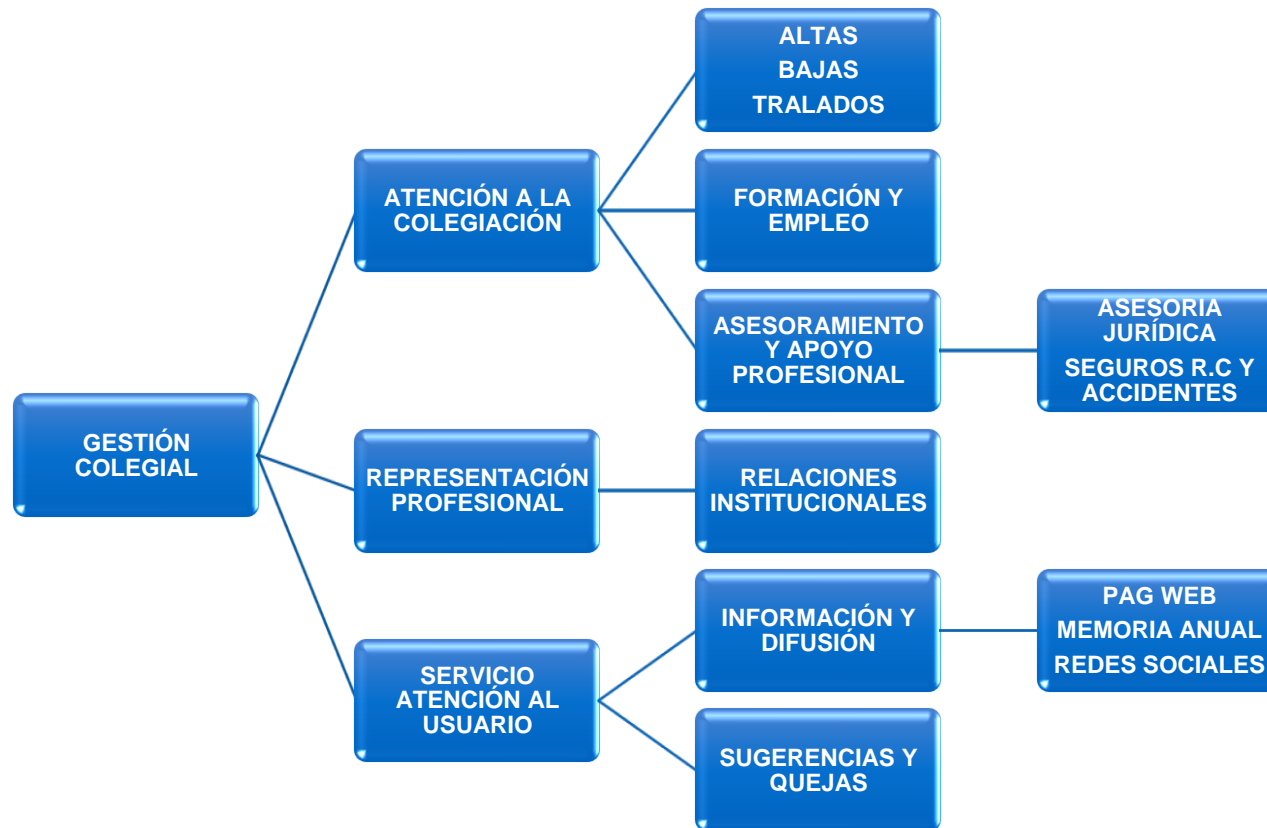 ALTAS
BAJAS
TRALADOS
ATENCIÓN A LA
COLEGIACIÓN
FORMACIÓN Y
EMPLEO
ASESORAMIENTO
Y APOYO
PROFESIONAL
ASESORIA
JURÍDICA
SEGUROS R.C Y
ACCIDENTES
GESTIÓN
COLEGIAL
REPRESENTACIÓN
PROFESIONAL
RELACIONES
INSTITUCIONALES
SERVICIO
ATENCIÓN AL
USUARIO
INFORMACIÓN Y
DIFUSIÓN
PAG WEB
MEMORIA ANUAL
REDES SOCIALES
SUGERENCIAS Y
QUEJAS